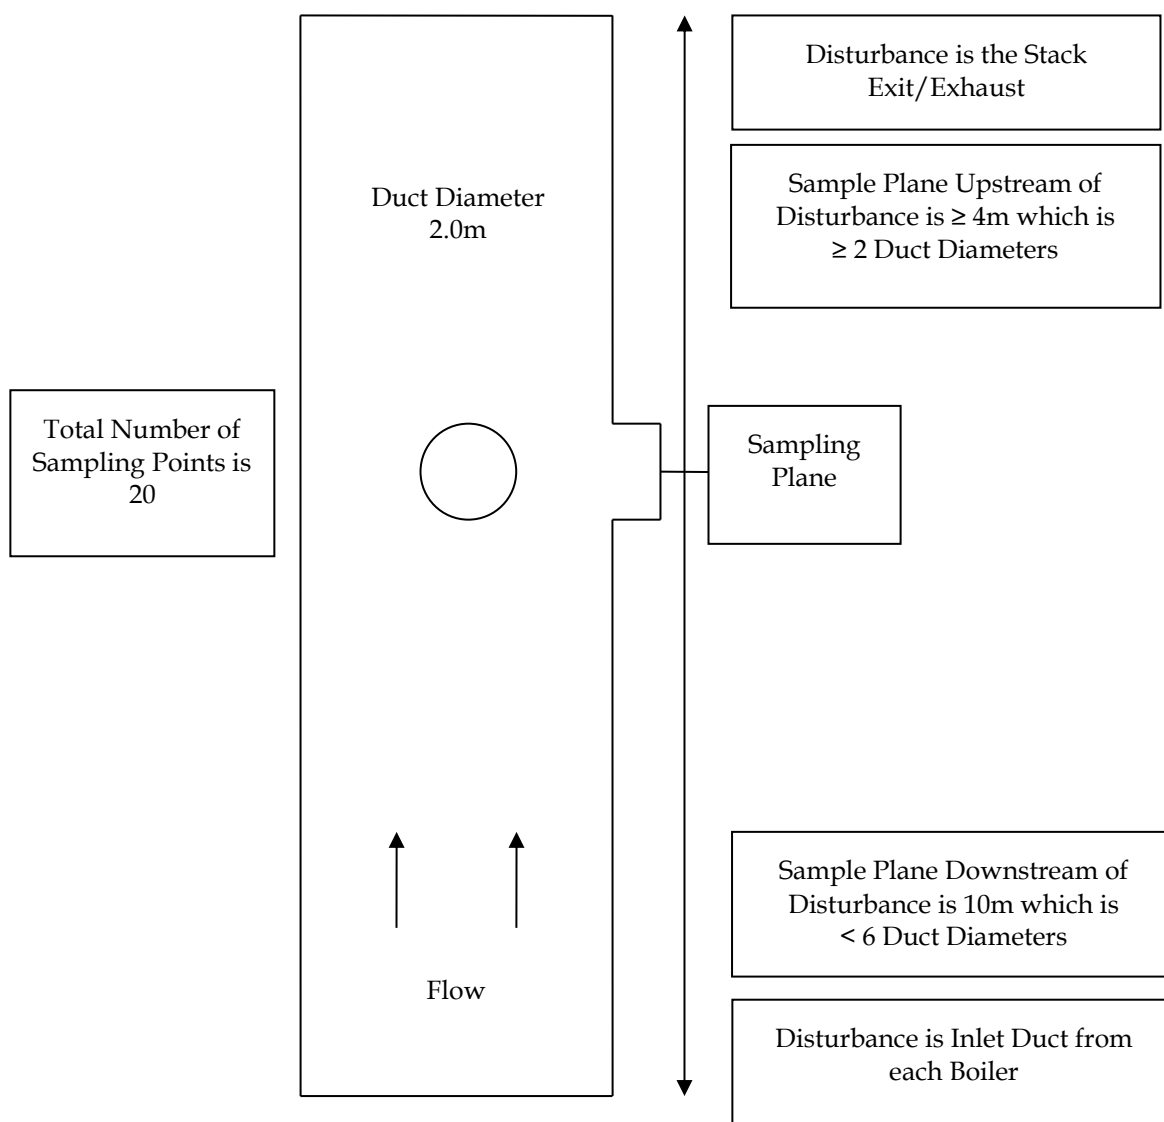 Disturbance is the Stack
Exit/Exhaust
Duct Diameter
2.0m
Sample Plane Upstream of
Disturbance is ≥ 4m which is
≥ 2 Duct Diameters
Total Number of
Sampling Points is
20
Sampling
Plane
Sample Plane Downstream of
Disturbance is 10m which is
< 6 Duct Diameters
Flow
Disturbance is Inlet Duct from
each Boiler